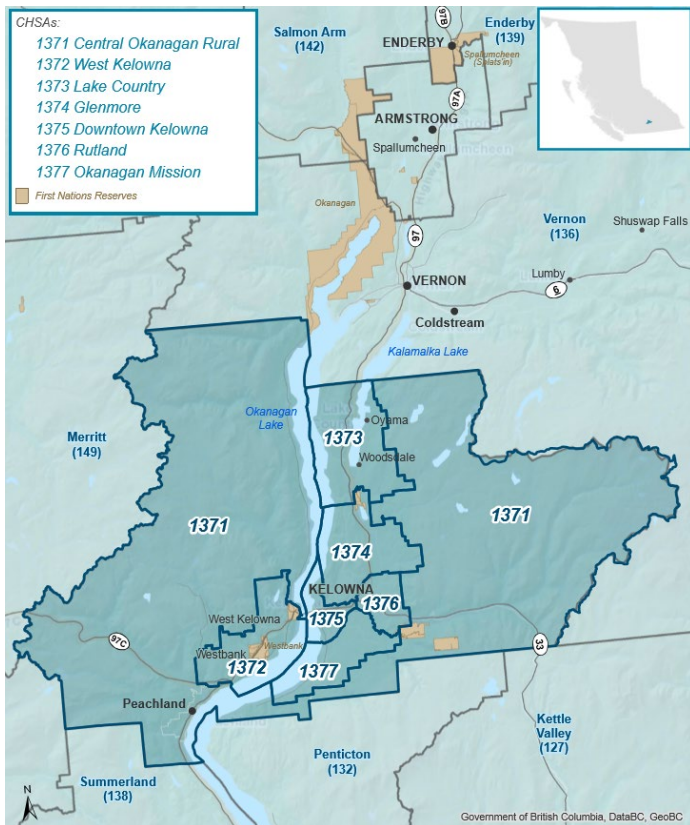 CHSAs:
1371 Central Okanagan Rural
1372 West Kelowna
1373 Lake Country
1374 Glenmore
1375 Downtown Kelowna
1376 Rutland
1377 Okanagan Mission
First Nations Reserves
Salmon Arm
(142)
97B
Enderby
(139)
ENDERBY
Spallumcheen
(Splats'in)
97A
ARMSTRONG
Spallumcheen
Okanagan
97
Vernon
(136)
Shuswap Falls
VERNON
Lumby
6
Coldstream
Kalamalka Lake
Okanagan
Lake
Merritt
(149)
Oyama
1373
Woodsdale
1371
1371
1374
KELOWNA
1376
1375
West Kelowna
97C
Westbank
Westbank
1372
1377
33
Peachland
Kettle
Valley
(127)
Penticton
(132)
Summerland
(138)
N
Government of British Columbia, DataBC, GeoBC